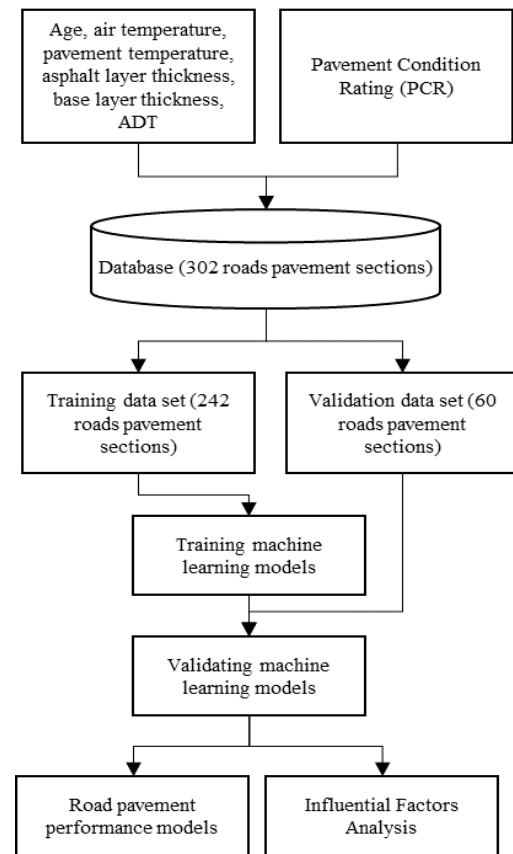 Age, air temperature,
pavement temperature,
asphalt layer thickness,
base layer thickness,
ADT
Pavement Condition
Rating (PCR)
Database (302 roads pavement sections)
Training data set (242
roads pavement
sections)
Validation data set (60
roads pavement
sections)
Training machine
learning models
Validating machine
learning models
Road pavement
performance models
Influential Factors
Analysis